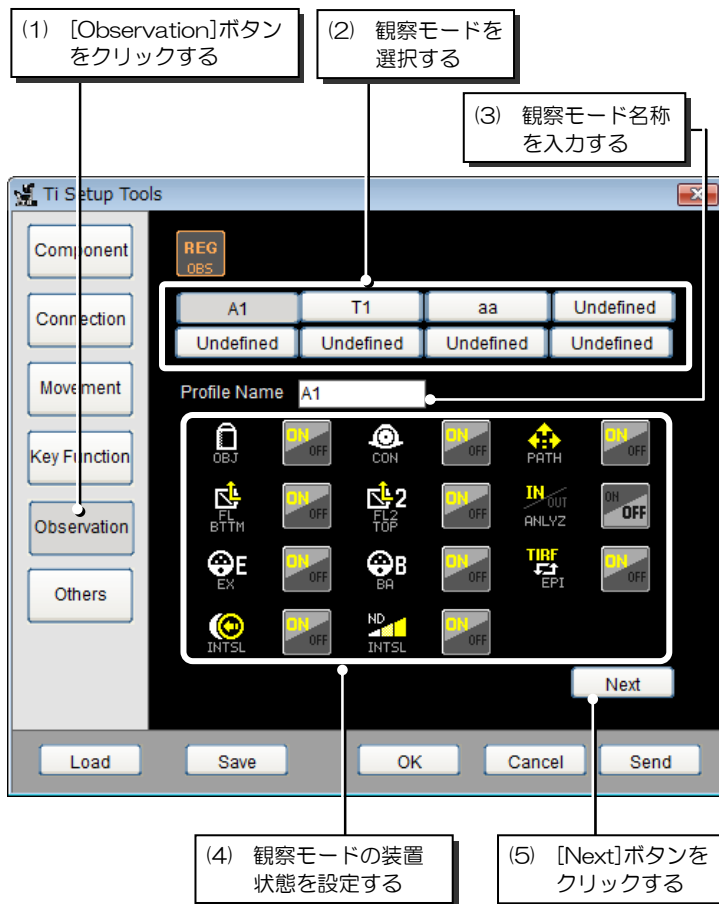 (1) [Observation]ボタン
をクリックする
(2) 観察モードを
選択する
(3) 観察モード名称
を入力する
Ti Setup Tools
Component
Connection
Movement
Key Function
Observation
Others
REG
OBS
A1 T1 aa Undefined
Undefined Undefined Undefined Undefined
Profile Name A1
OBJ ON OFF CON ON OFF PATH ON OFF
FL BTTM ON OFF 2 FL2 TOP ON OFF IN OUT ANLYZ ON OFF
E EX ON OFF B BA ON OFF TIRF EPI ON OFF
INTSL ON OFF ND INTSL ON OFF
Next
Load Save OK Cancel Send
(4) 観察モードの装置
状態を設定する
(5) [Next]ボタンを
クリックする